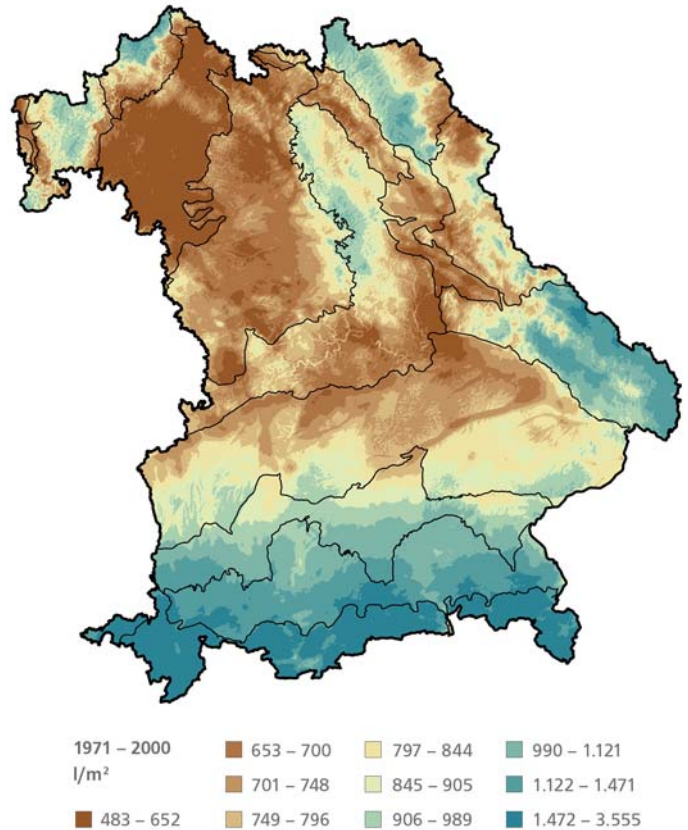 1971 – 2000
l/m²
483 – 652
653 – 700
701 – 748
749 – 796
797 – 844
845 – 905
906 – 989
990 – 1.121
1.122 – 1.471
1.472 – 3.555